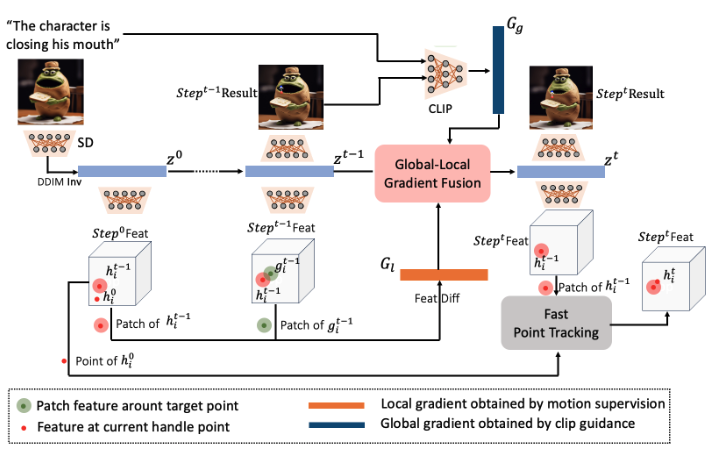 “The character is
closing his mouth”
G_g
Step^{t-1} Result
CLIP
Step^t Result
SD
DDIM Inv
z^0
z^{t-1}
Global-Local
Gradient Fusion
z^t
Step^0 Feat
Step^{t-1} Feat
Step^t Feat
Step^t Feat
h_i^{t-1}
h_i^0
g_i^{t-1}
h_i^{t-1}
G_l
Feat Diff
h_i^{t-1}
h_i^t
Patch of h_i^{t-1}
Patch of h_i^{t-1}
Patch of g_i^{t-1}
Fast
Point Tracking
Point of h_i^0
Patch feature arount target point
Local gradient obtained by motion supervision
Feature at current handle point
Global gradient obtained by clip guidance